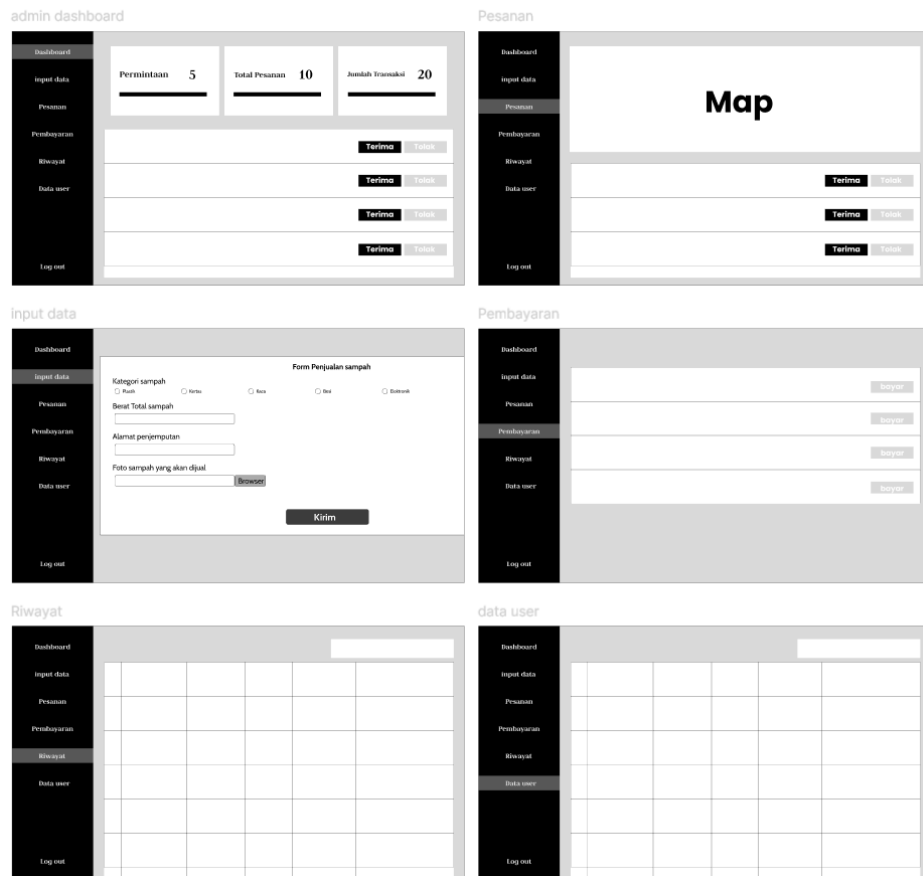 admin dashboard
Dashboard
input data
Pesanan
Pembayaran
Riwayat
Data user
Log out
Permintaan 5
Total Pesanan 10
Jumlah Transaksi 20
Terima Tolak
Terima Tolak
Terima Tolak
Terima Tolak
Pesanan
Dashboard
input data
Pesanan
Pembayaran
Riwayat
Data user
Log out
Map
Terima Tolak
Terima Tolak
Terima Tolak
input data
Dashboard
input data
Pesanan
Pembayaran
Riwayat
Data user
Log out
Form Penjualan sampah
Kategori sampah
Plastik Kertas Kaca Besi Elektronik
Berat Total sampah
Alamat penjemputan
Foto sampah yang akan dijual
Browser
Kirim
Pembayaran
Dashboard
input data
Pesanan
Pembayaran
Riwayat
Data user
Log out
bayar
bayar
bayar
bayar
Riwayat
Dashboard
input data
Pesanan
Pembayaran
Riwayat
Data user
Log out
data user
Dashboard
input data
Pesanan
Pembayaran
Riwayat
Data user
Log out